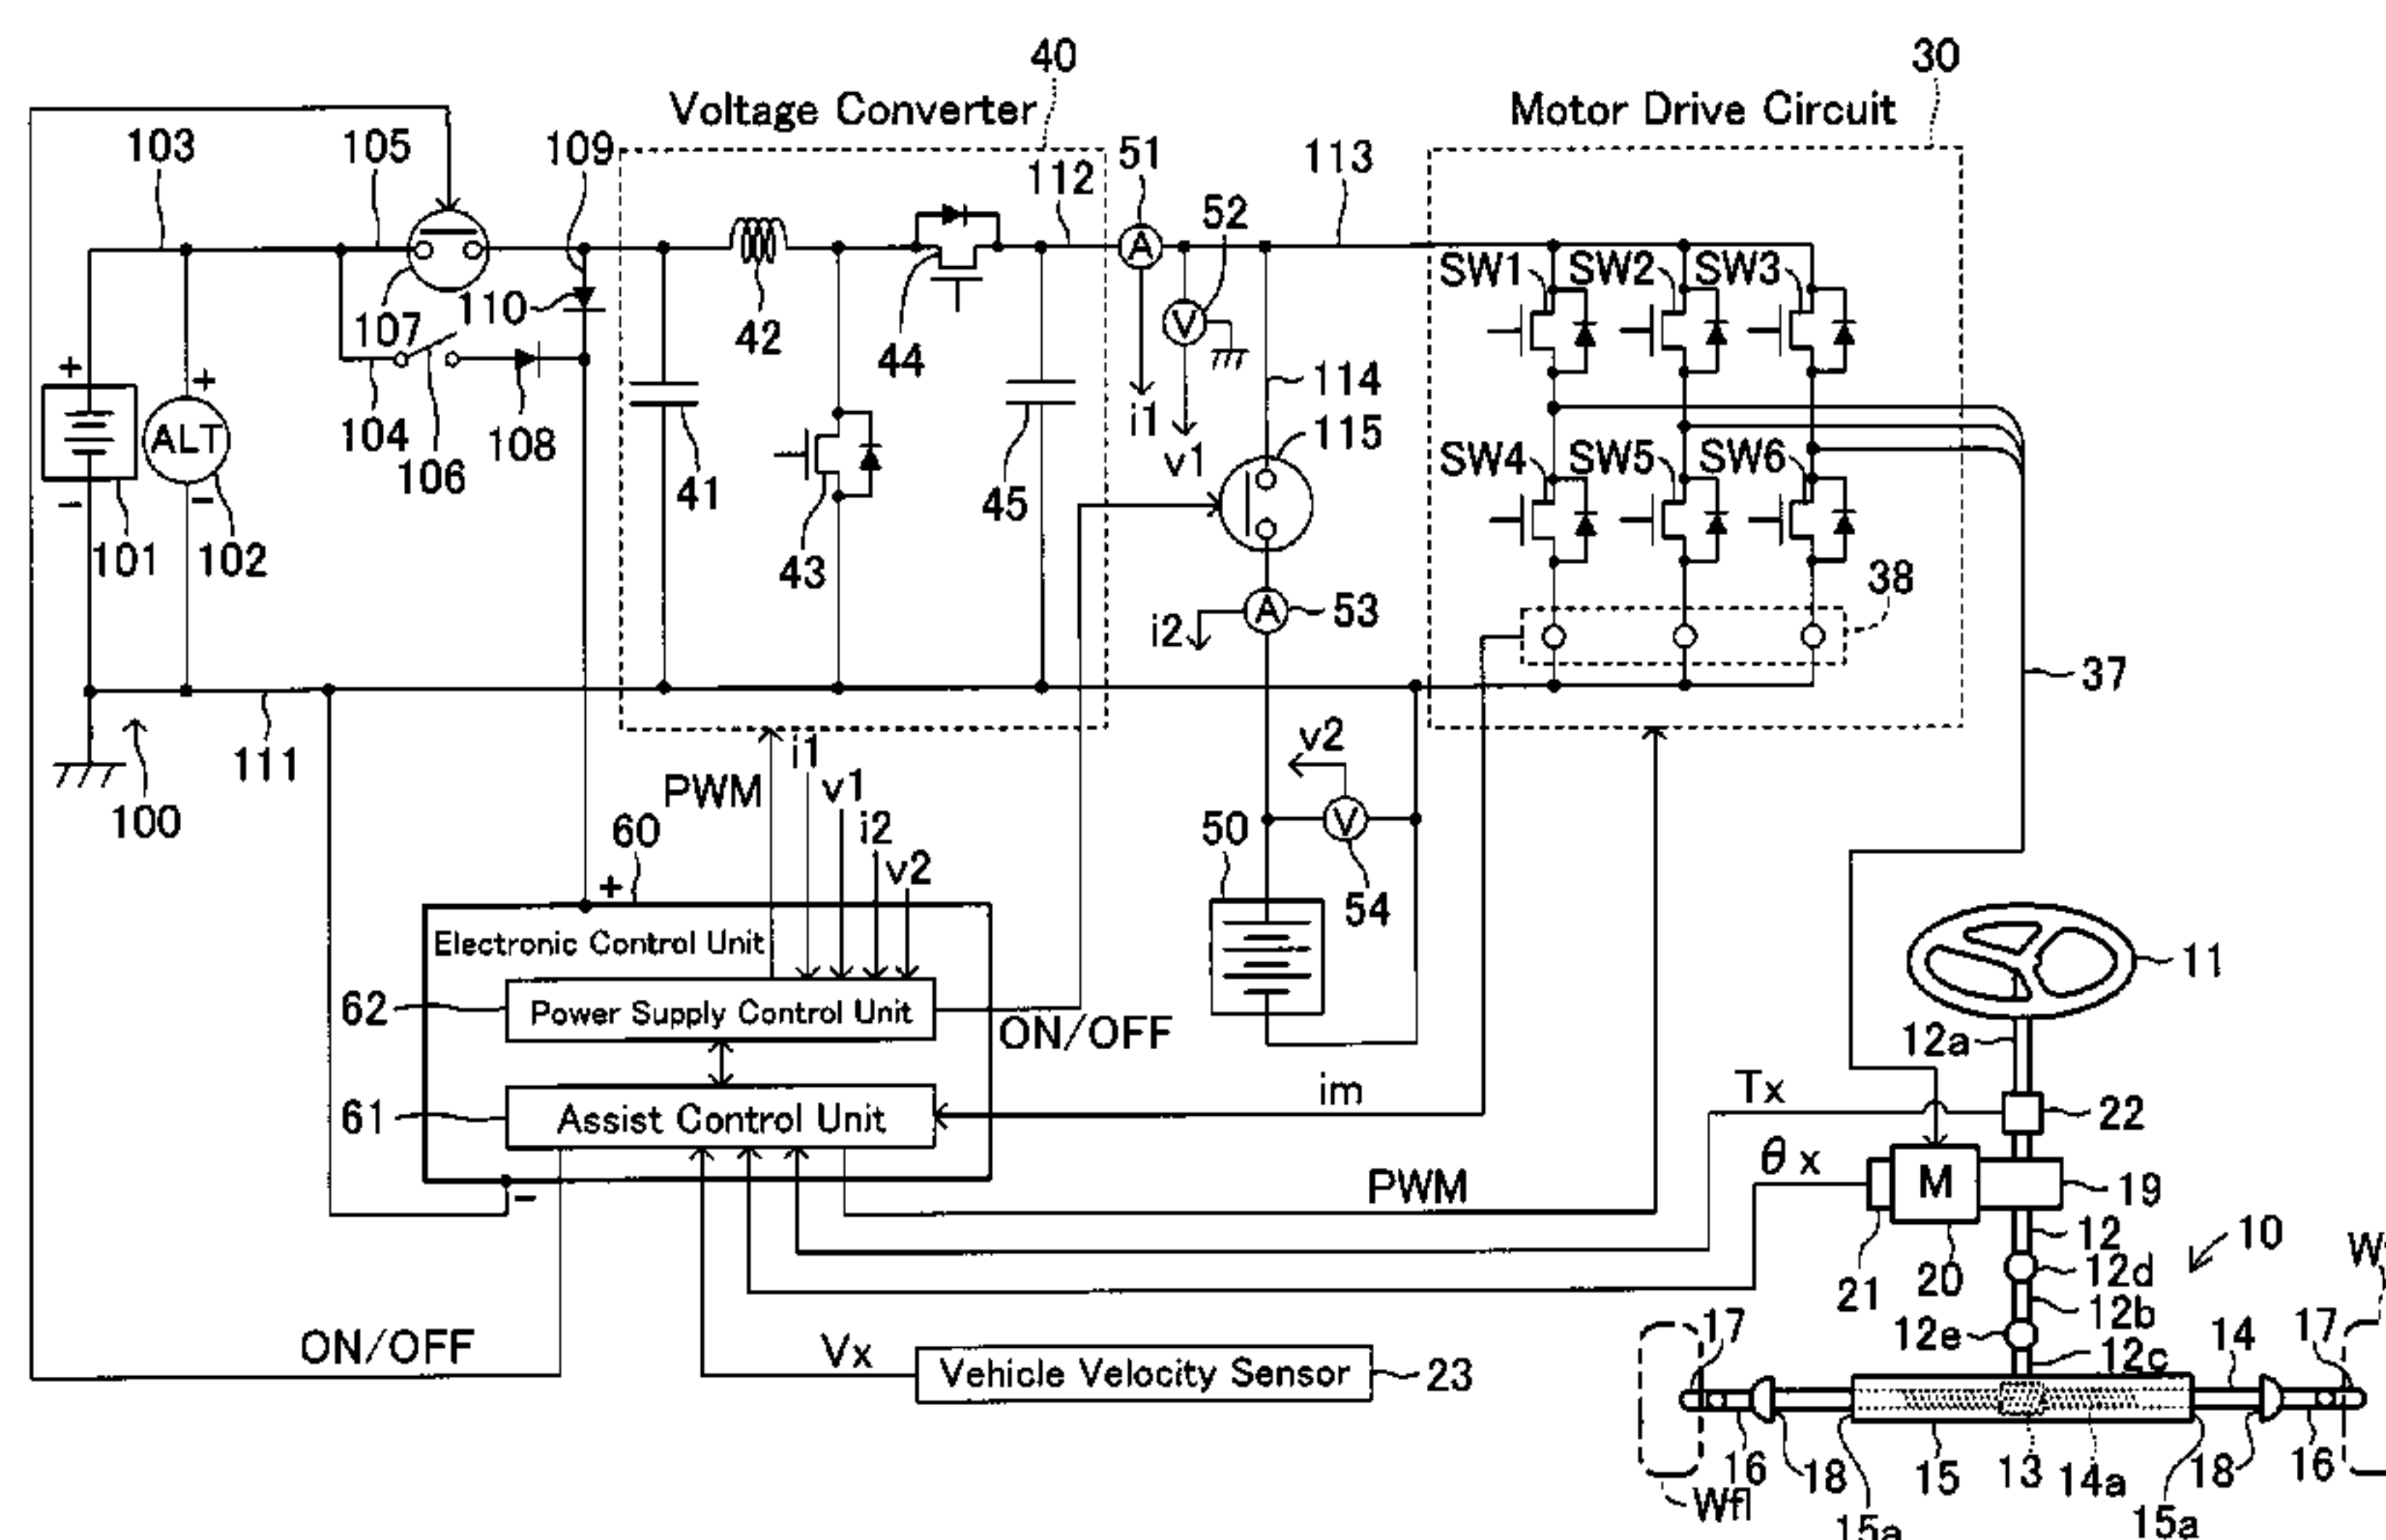 40
30
Voltage Converter
Motor Drive Circuit
103
105
109
112
51
113
52
A
SW1
SW2
SW3
107
110
42
44
V
+
+
ALT
104
106
108
41
45
i1
v1
114
115
101
102
−
−
43
SW4
SW5
SW6
38
A
53
i2
37
111
100
PWM
i1
v1
i2
v2
v2
V
54
50
60
+
Electronic Control Unit
62
Power Supply Control Unit
ON/OFF
61
Assist Control Unit
im
−
11
12a
Tx
22
θx
M
19
PWM
12
10
21
20
12d
12b
12e
12c
ON/OFF
Vx
Vehicle Velocity Sensor
23
17
14
17
16
18
15
13
14a
18
16
Wfl
15a
15a